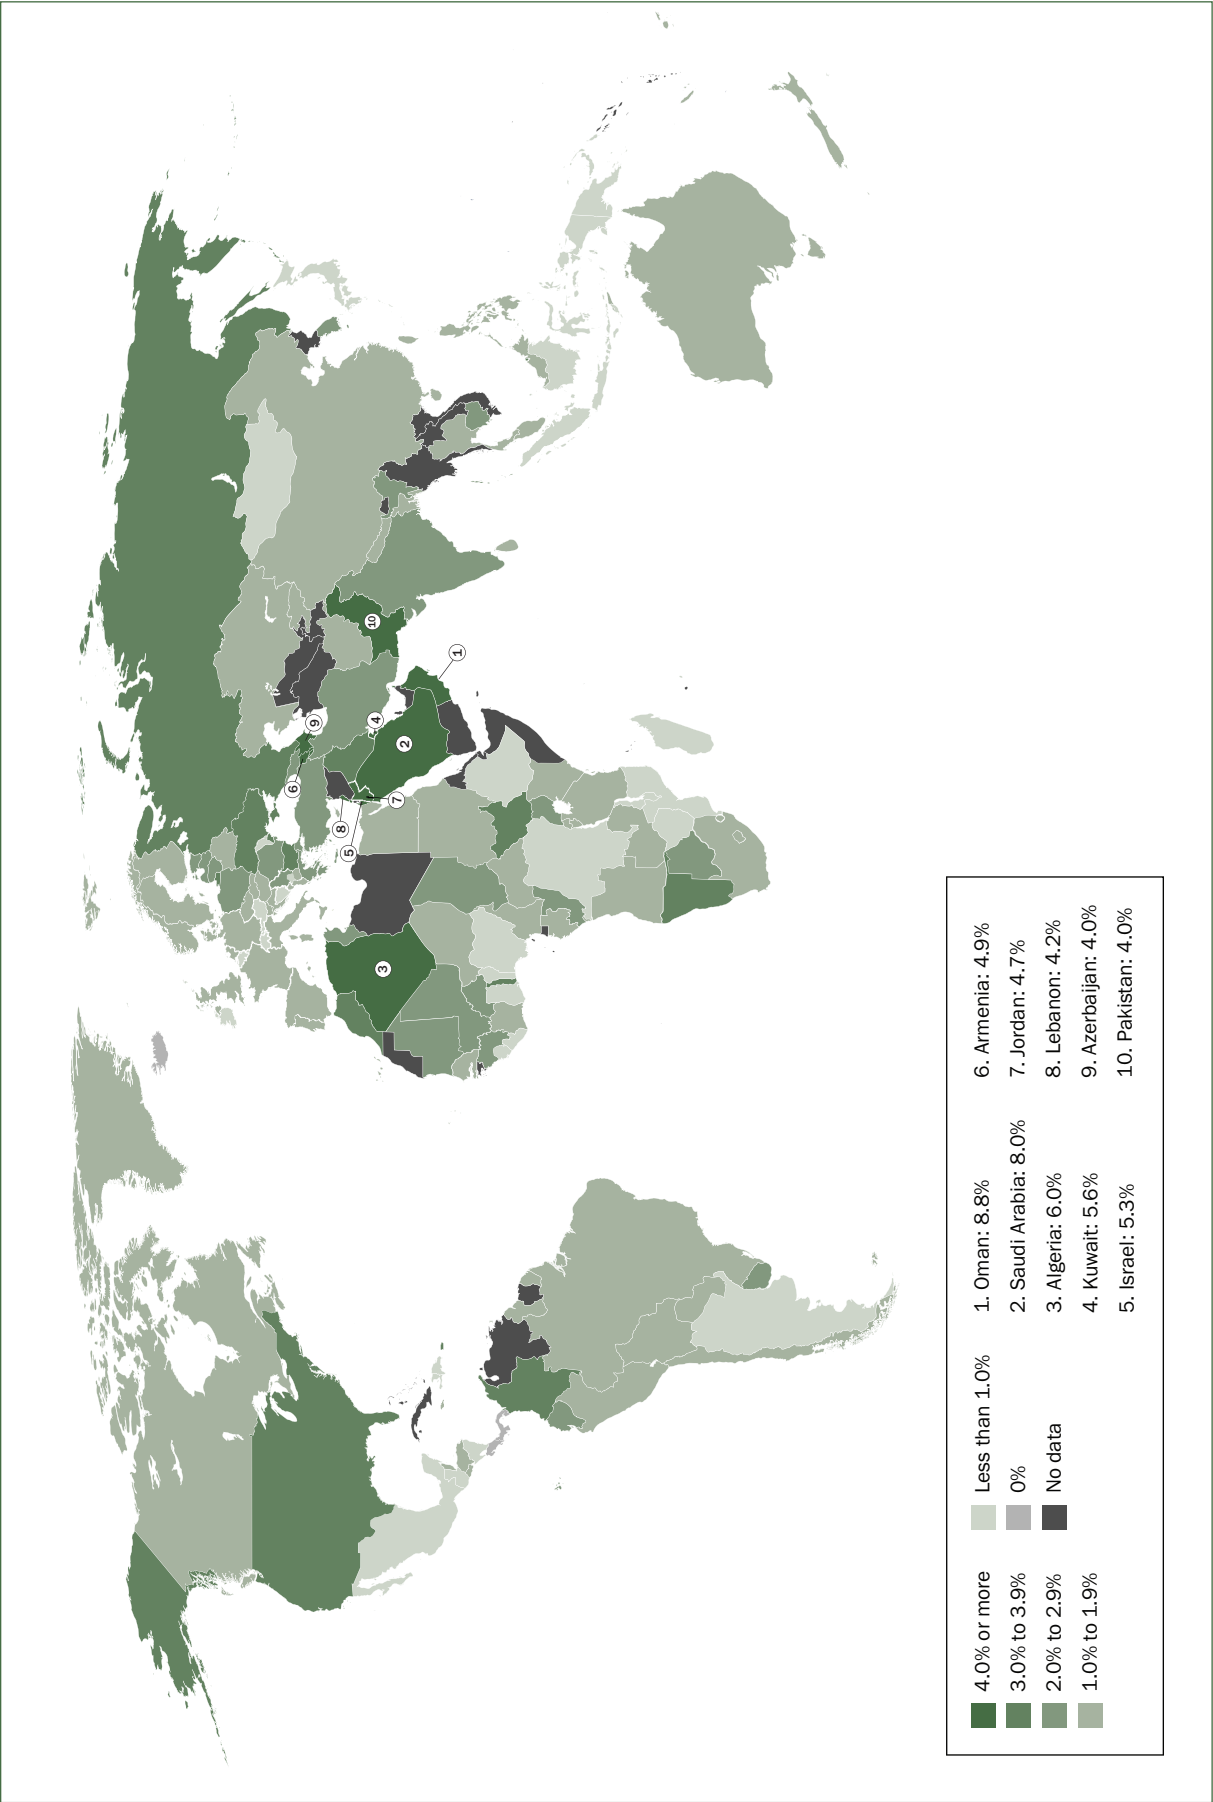 9
4
10
1
2
6
7
8
5
3
4.0% or more
3.0% to 3.9%
2.0% to 2.9%
1.0% to 1.9%
Less than 1.0%
0%
No data
1. Oman: 8.8%
2. Saudi Arabia: 8.0%
3. Algeria: 6.0%
4. Kuwait: 5.6%
5. Israel: 5.3%
6. Armenia: 4.9%
7. Jordan: 4.7%
8. Lebanon: 4.2%
9. Azerbaijan: 4.0%
10. Pakistan: 4.0%